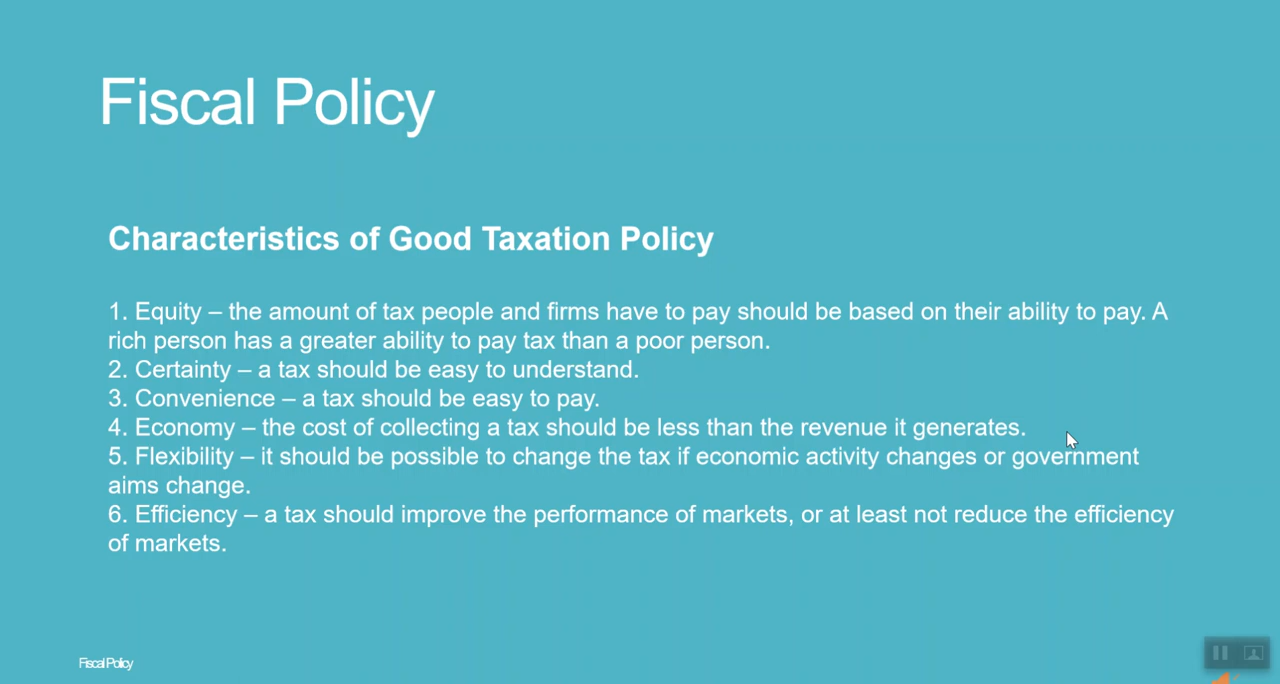 Fiscal Policy
Characteristics of Good Taxation Policy
1. Equity – the amount of tax people and firms have to pay should be based on their ability to pay. A
rich person has a greater ability to pay tax than a poor person.
2. Certainty – a tax should be easy to understand.
3. Convenience – a tax should be easy to pay.
4. Economy – the cost of collecting a tax should be less than the revenue it generates.
5. Flexibility – it should be possible to change the tax if economic activity changes or government
aims change.
6. Efficiency – a tax should improve the performance of markets, or at least not reduce the efficiency
of markets.
Fiscal Policy